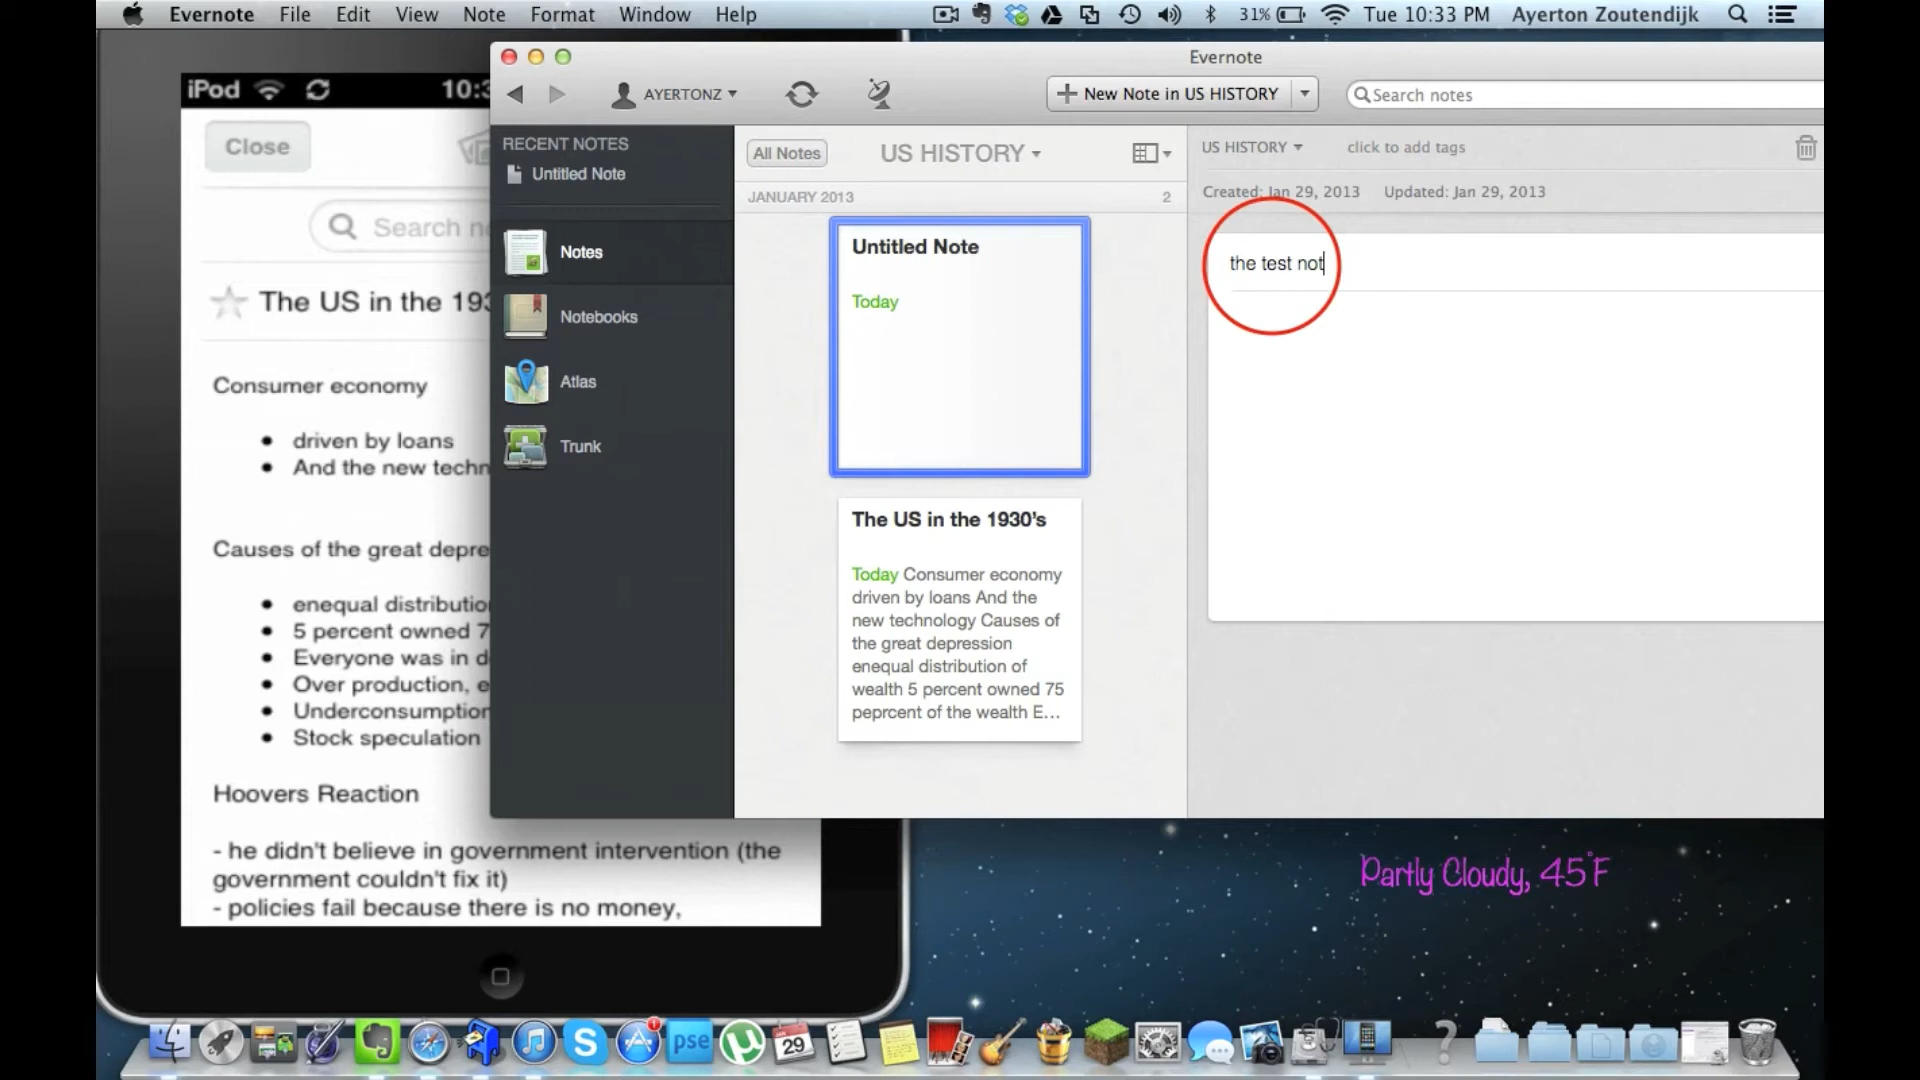 Evernote File Edit View Note Format Window Help
31% Tue 10:33 PM Ayerton Zoutendijk
iPod 10:3
Close
Search n
The US in the 193
Consumer economy
driven by loans
And the new techn
Causes of the great depre
enequal distributio
5 percent owned 7
Everyone was in d
Over production, e
Underconsumption
Stock speculation
Hoovers Reaction
- he didn't believe in government intervention (the
government couldn't fix it)
- policies fail because there is no money,
Evernote
AYERTONZ
New Note in US HISTORY
Search notes
RECENT NOTES
Untitled Note
Notes
Notebooks
Atlas
Trunk
All Notes
US HISTORY
JANUARY 2013 2
Untitled Note
Today
The US in the 1930's
Today Consumer economy
driven by loans And the
new technology Causes of
the great depression
enequal distribution of
wealth 5 percent owned 75
peprcent of the wealth E...
US HISTORY click to add tags
Created: Jan 29, 2013 Updated: Jan 29, 2013
the test not
Partly Cloudy, 45°F
pse
29